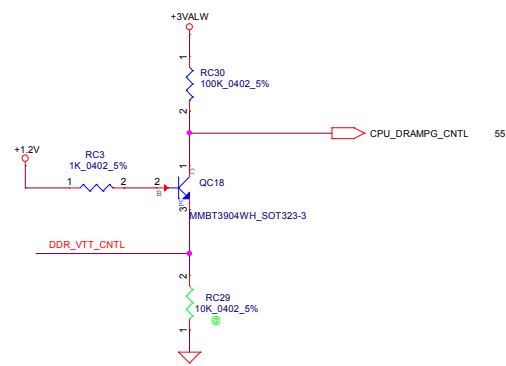 +3VALW
1
RC30
100K_0402_5%
2
CPU_DRAMPG_CNTL 55
+1.2V
RC3
1K_0402_5%
1 2 2
B
1
C
QC18
E
3
MMBT3904WH_SOT323-3
DDR_VTT_CNTL
2
RC29
10K_0402_5%
@
1